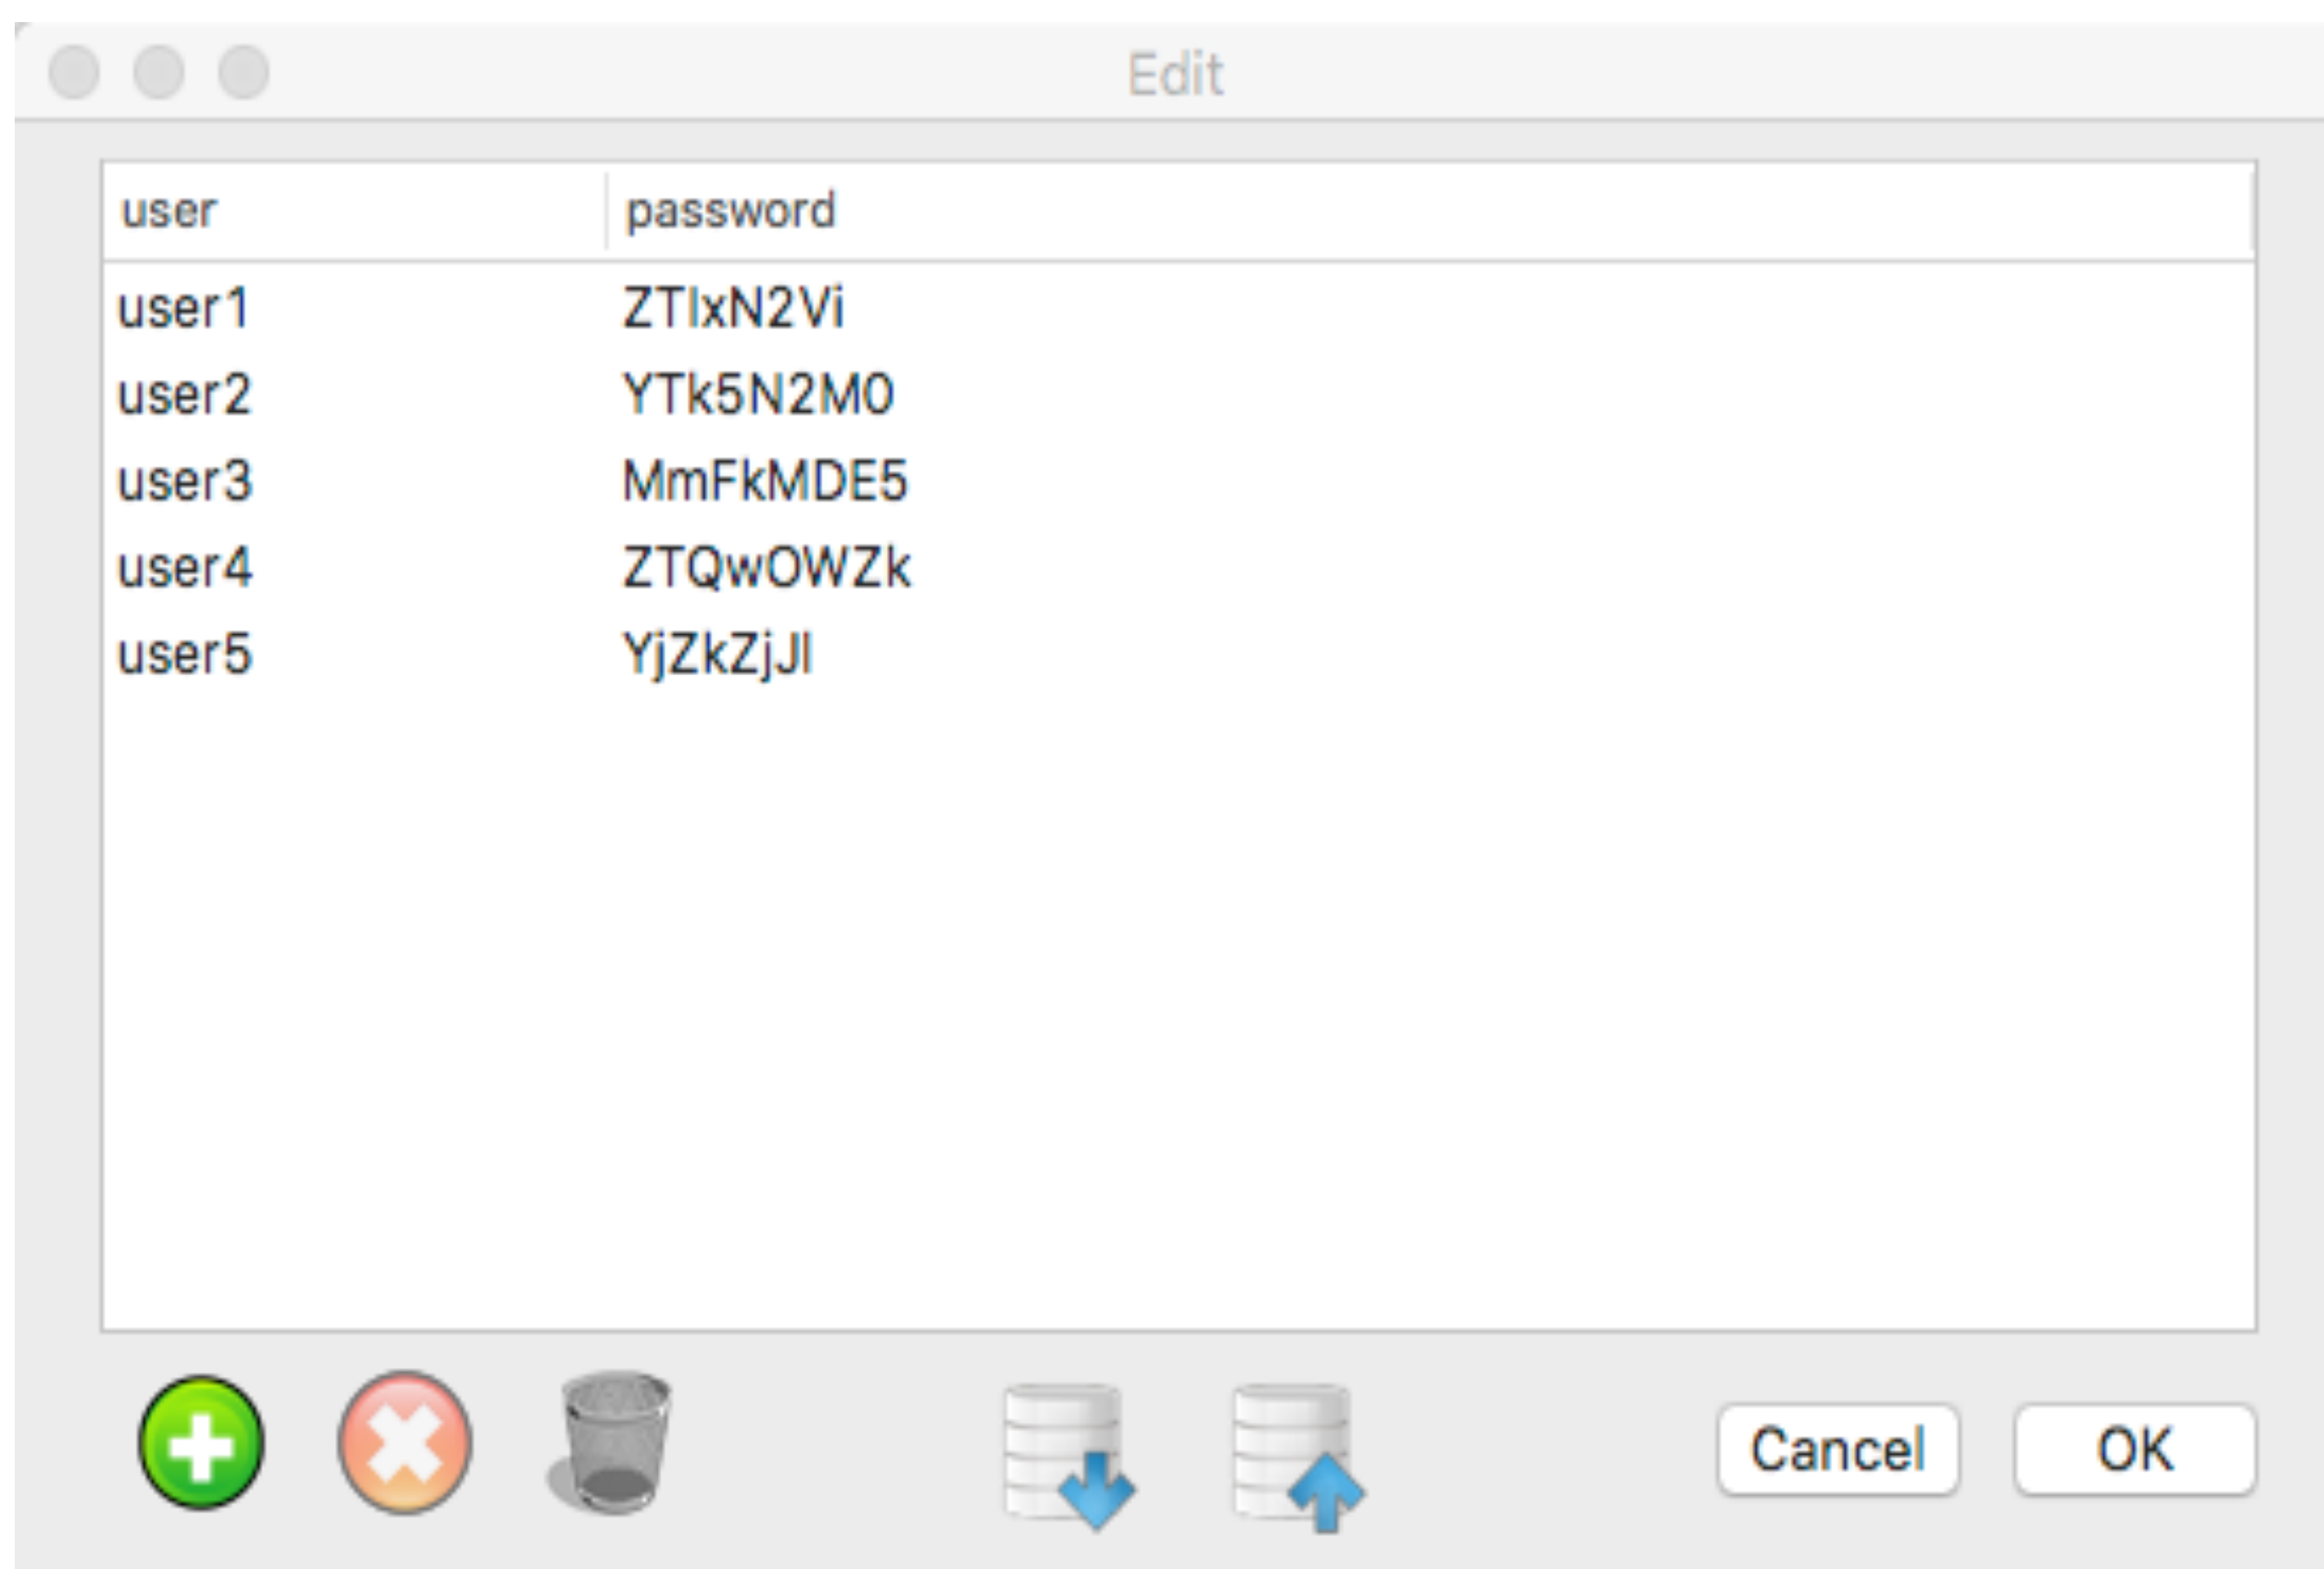 Edit
user password
user1 ZTIxN2Vi
user2 YTk5N2M0
user3 MmFkMDE5
user4 ZTQwOWZk
user5 YjZkZjJl
Cancel OK